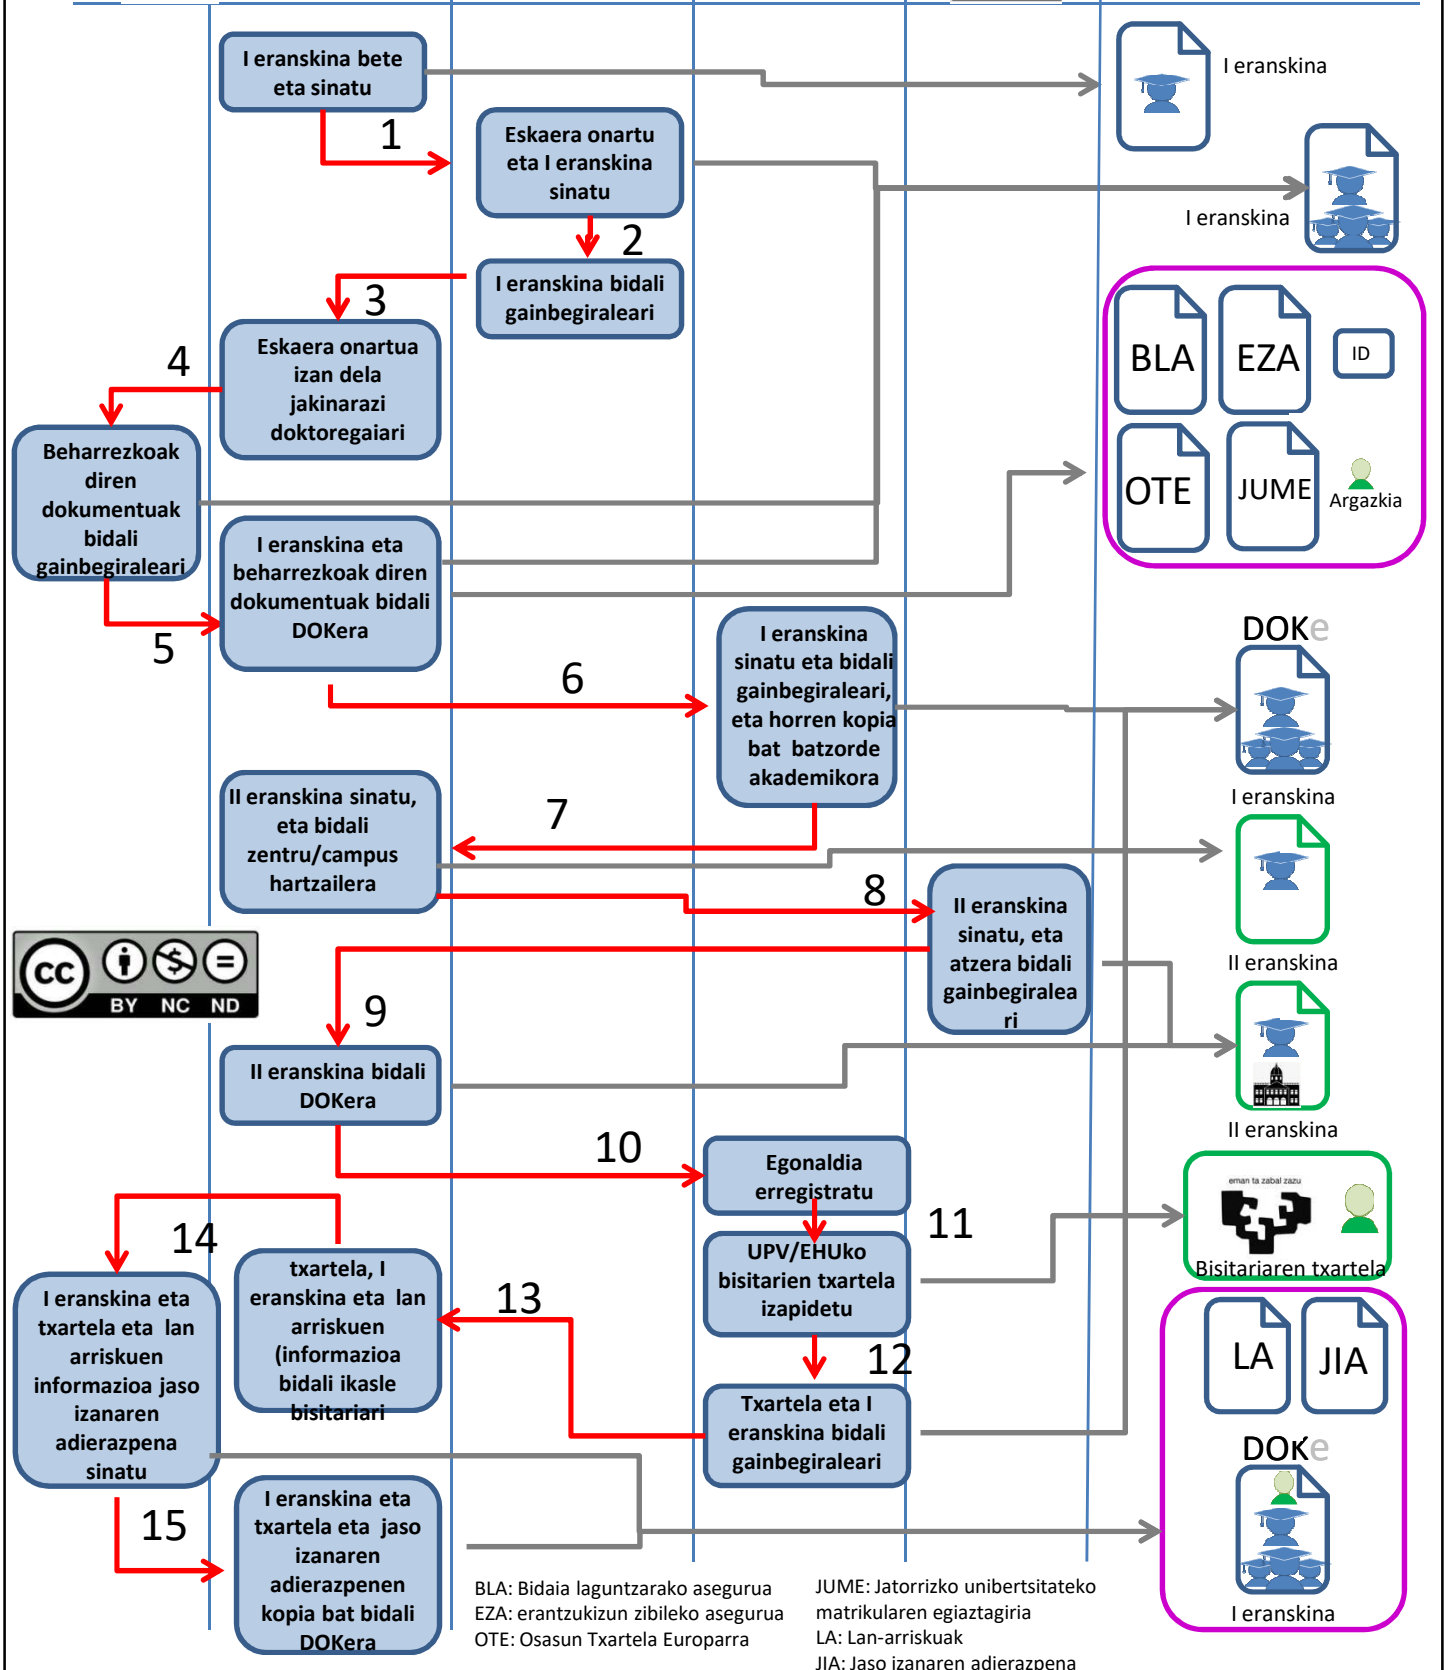 I eranskina bete
eta sinatu
I eranskina
1
Eskaera onartu
eta I eranskina
sinatu
I eranskina
2
I eranskina bidali
gainbegiraleari
3
Eskaera onartua
izan dela
jakinarazi
doktoregaiari
4
BLA
EZA
ID
OTE
JUME
Argazkia
Beharrezkoak
diren
dokumentuak
bidali
gainbegiraleari
I eranskina eta
beharrezkoak diren
dokumentuak bidali
DOKera
5
6
I eranskina
sinatu eta bidali
gainbegiraleari,
eta horren kopia
bat batzorde
akademikora
DOKe
I eranskina
7
II eranskina sinatu,
eta bidali
zentru/campus
hartzailera
8
II eranskina
sinatu, eta
atzera bidali
gainbegiralea
ri
II eranskina
CC
BY NC ND
9
II eranskina bidali
DOKera
II eranskina
10
Egonaldia
erregistratu
11
eman ta zabal zazu
Bisitariaren txartela
UPV/EHUko
bisitarien txartela
izapidetu
14
txartela, I
eranskina eta lan
arriskuen
(informazioa
bidali ikasle
bisitariari
13
12
I eranskina eta
txartela eta lan
arriskuen
informazioa jaso
izanaren
adierazpena
sinatu
Txartela eta I
eranskina bidali
gainbegiraleari
LA
JIA
DOKe
I eranskina
15
I eranskina eta
txartela eta jaso
izanaren
adierazpenen
kopia bat bidali
DOKera
BLA: Bidaia laguntzarako asegurua
EZA: erantzukizun zibileko asegurua
OTE: Osasun Txartela Europarra
JUME: Jatorrizko unibertsitateko
matrikularen egiaztagiria
LA: Lan-arriskuak
JIA: Jaso izanaren adierazpena